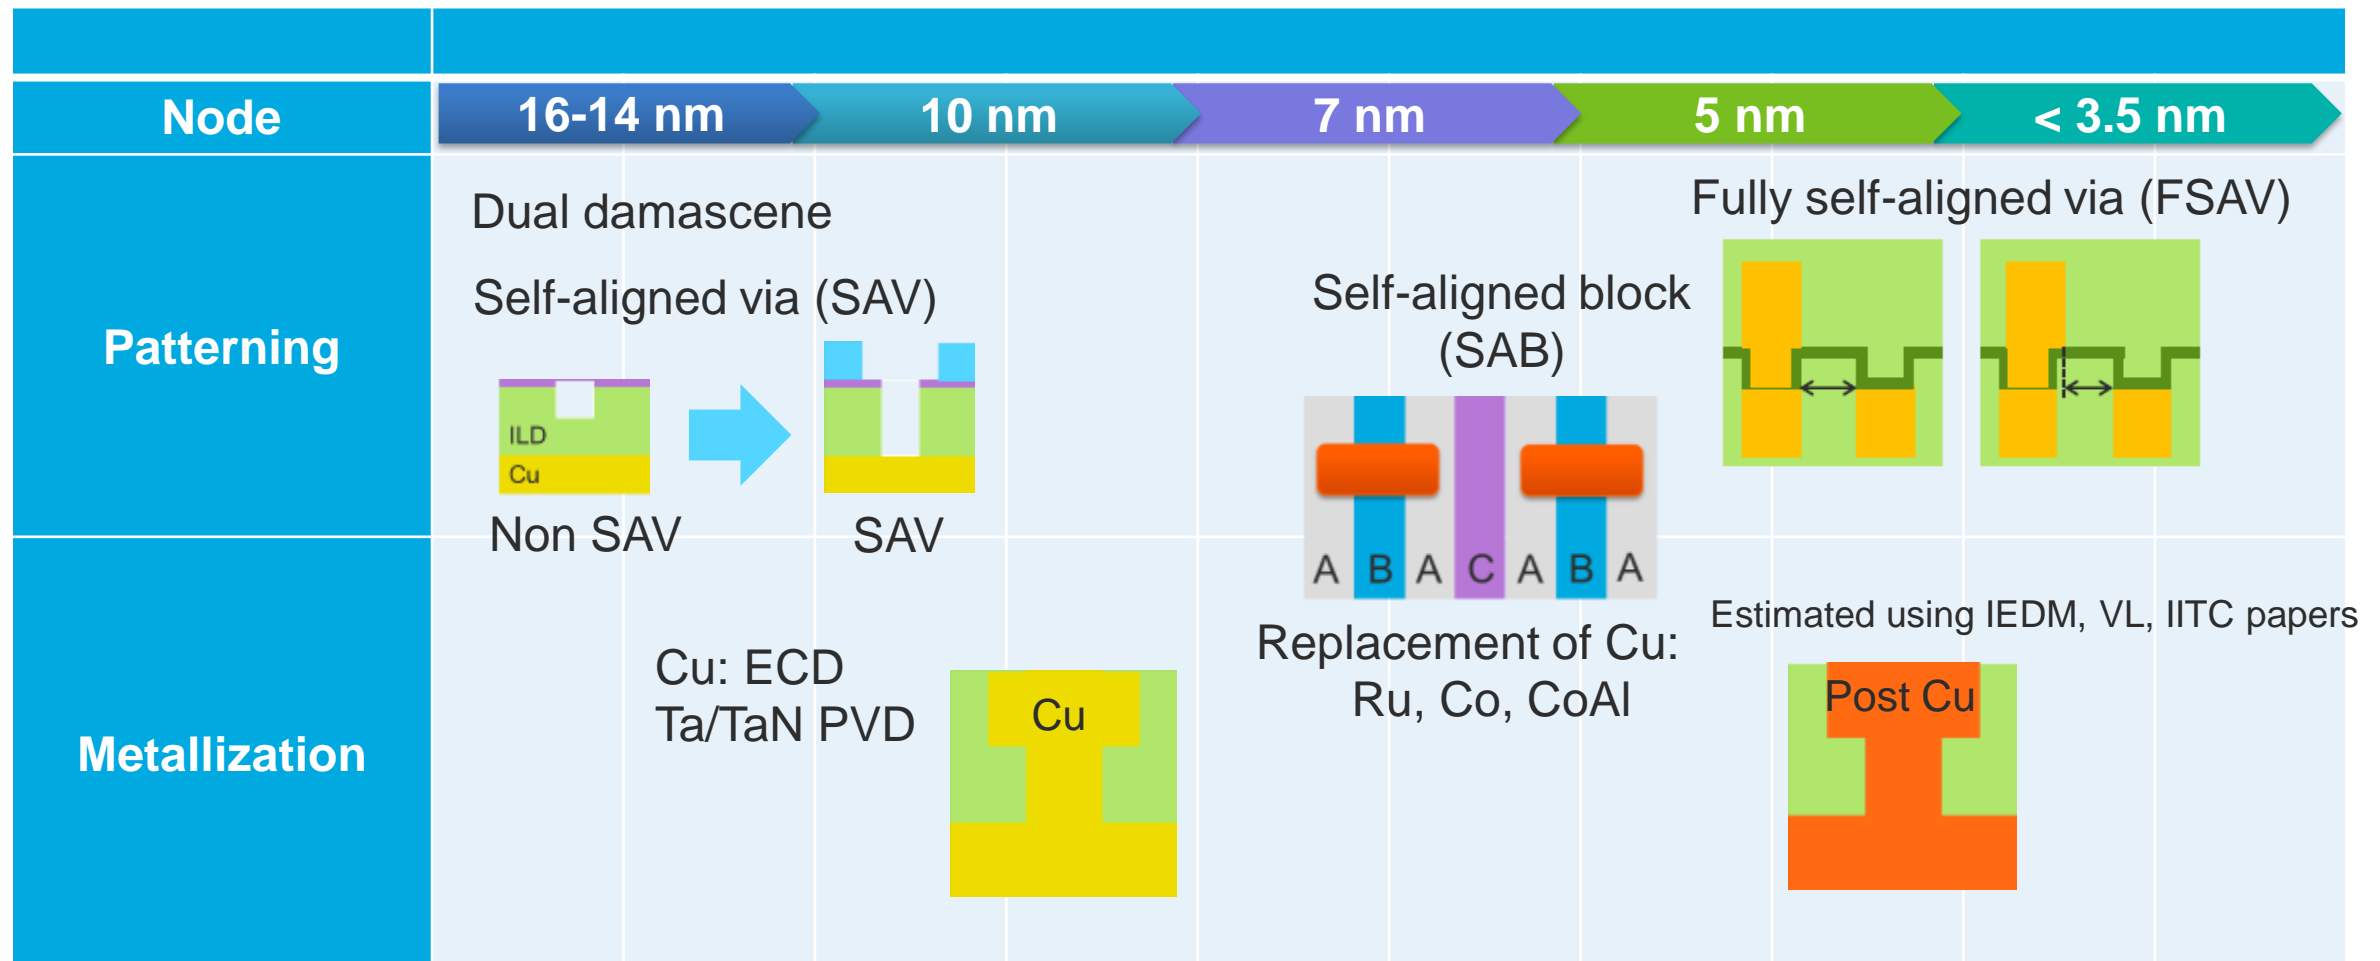 Node
16-14 nm
10 nm
7 nm
5 nm
< 3.5 nm
Patterning
Dual damascene
Self-aligned via (SAV)
ILD
Cu
Non SAV
SAV
Self-aligned block
(SAB)
A B A C A B A
Fully self-aligned via (FSAV)
Metallization
Cu: ECD
Ta/TaN PVD
Cu
Replacement of Cu:
Ru, Co, CoAl
Estimated using IEDM, VL, IITC papers
Post Cu